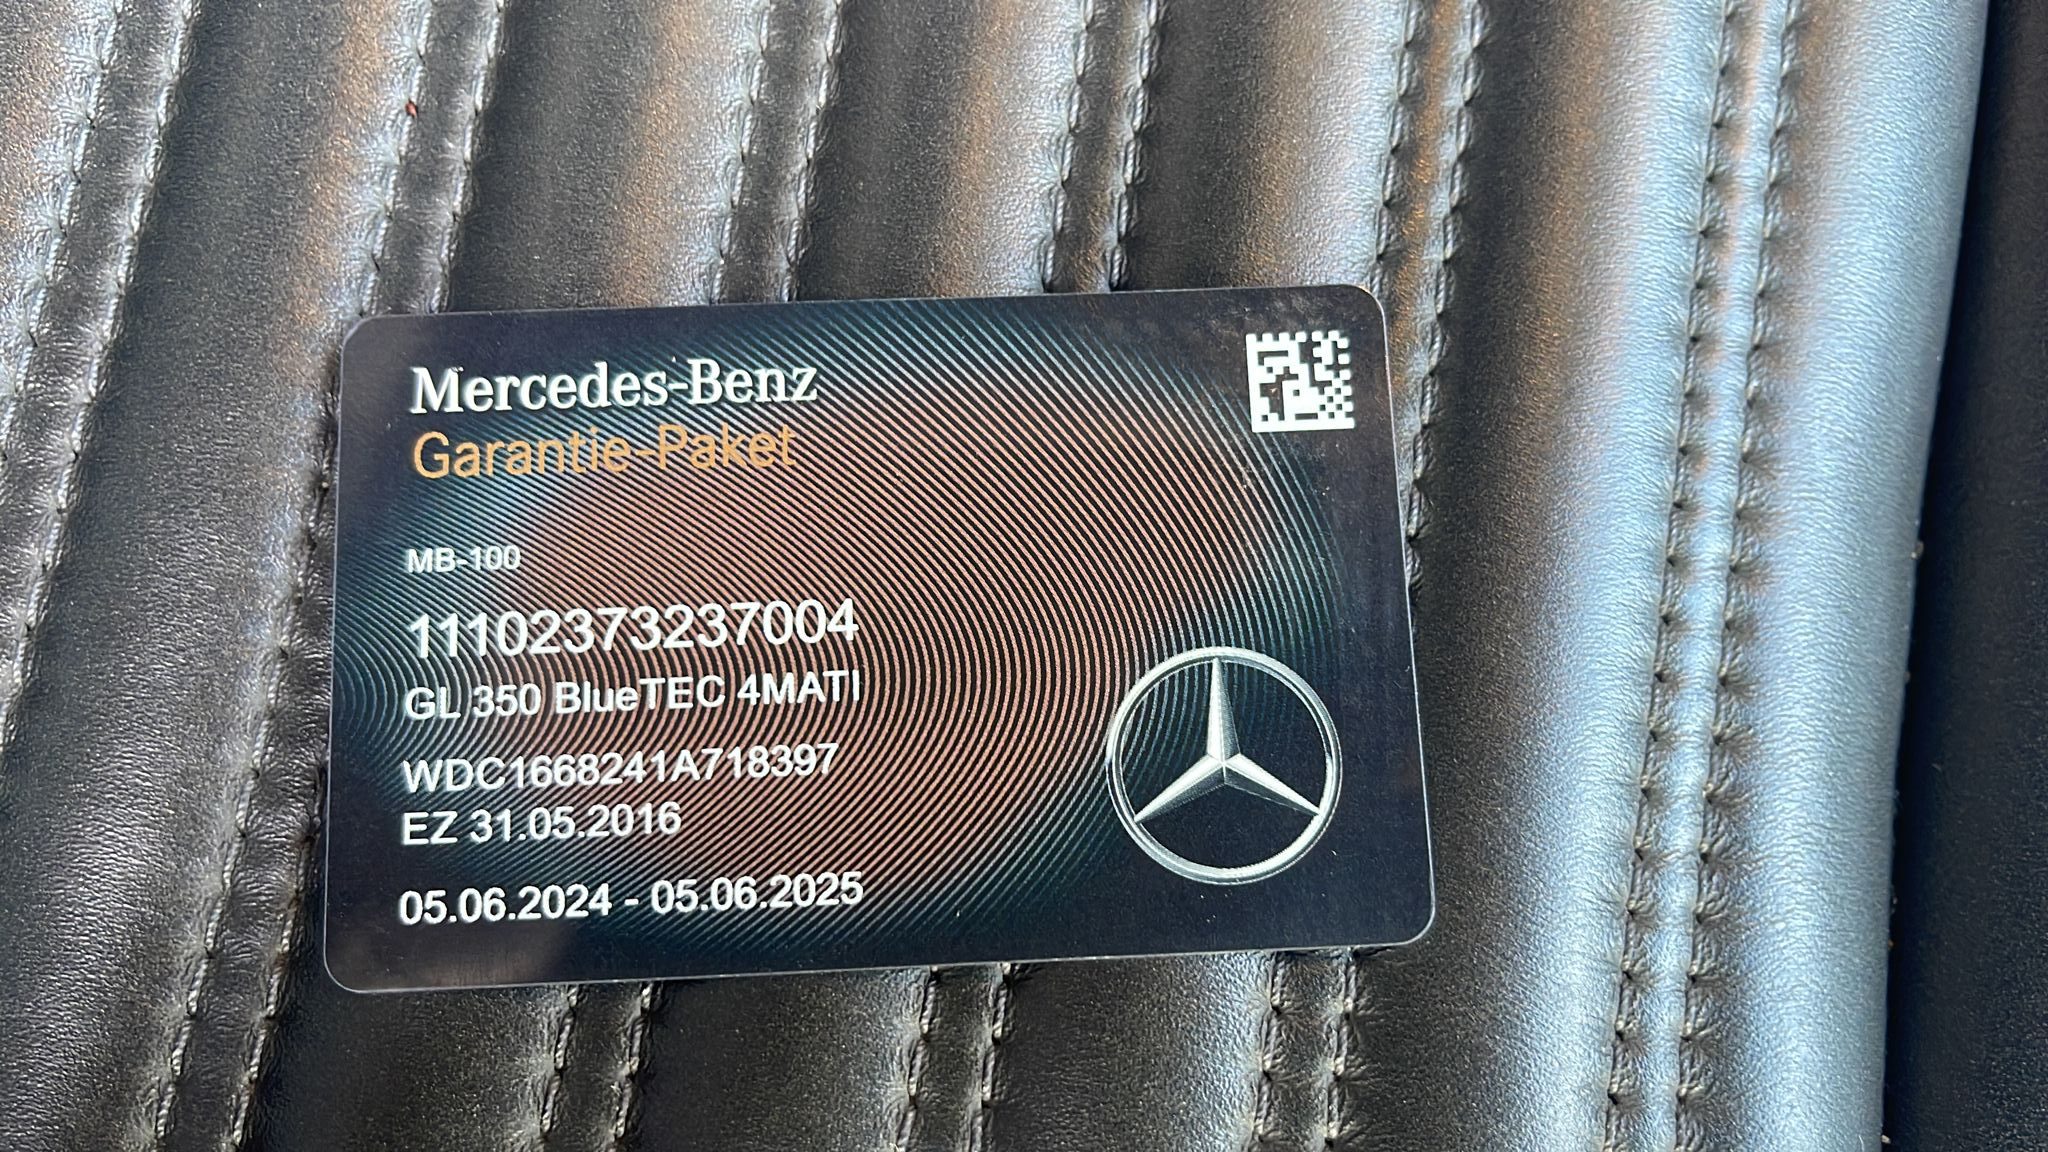 Mercedes-Benz
Garantie-Paket
MB-100
11102373237004
GL 350 BlueTEC 4MATI
WDC1668241A718397
EZ 31.05.2016
05.06.2024 - 05.06.2025